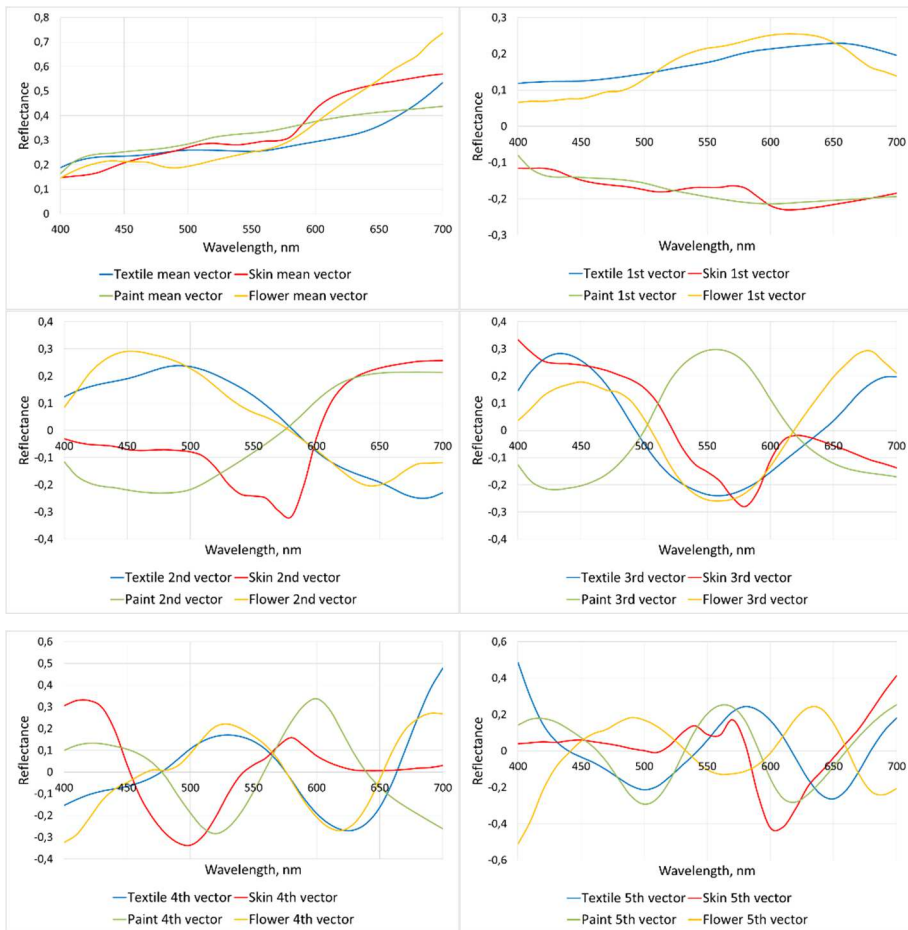 0,8
0,7
0,6
0,5
0,4
0,3
0,2
0,1
0
Reflectance
400 450 500 550 600 650 700
Wavelength, nm
Textile mean vector Skin mean vector
Paint mean vector Flower mean vector
0,3
0,2
0,1
0
-0,1
-0,2
-0,3
Reflectance
400 450 500 550 600 650 700
Wavelength, nm
Textile 1st vector Skin 1st vector
Paint 1st vector Flower 1st vector
0,4
0,3
0,2
0,1
0
-0,1
-0,2
-0,3
-0,4
Reflectance
400 450 500 550 600 650 700
Wavelength, nm
Textile 2nd vector Skin 2nd vector
Paint 2nd vector Flower 2nd vector
0,4
0,3
0,2
0,1
0
-0,1
-0,2
-0,3
-0,4
Reflectance
400 450 500 550 600 650 700
Wavelength, nm
Textile 3rd vector Skin 3rd vector
Paint 3rd vector Flower 3rd vector
0,6
0,5
0,4
0,3
0,2
0,1
0
-0,1
-0,2
-0,3
-0,4
Reflectance
400 450 500 550 600 650 700
Wavelength, nm
Textile 4th vector Skin 4th vector
Paint 4th vector Flower 4th vector
0,6
0,4
0,2
0
-0,2
-0,4
-0,6
Reflectance
400 450 500 550 600 650 700
Wavelength, nm
Textile 5th vector Skin 5th vector
Paint 5th vector Flower 5th vector